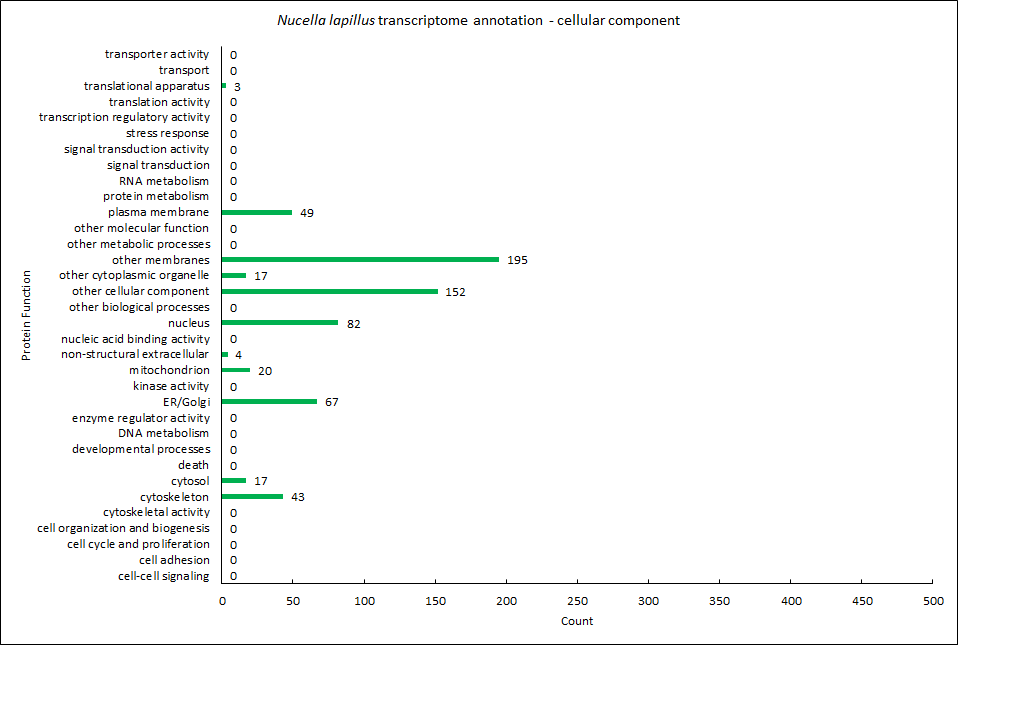 Nucella lapillus transcriptome annotation - cellular component
transporter activity 0
transport 0
translational apparatus 3
translation activity 0
transcription regulatory activity 0
stress response 0
signal transduction activity 0
signal transduction 0
RNA metabolism 0
protein metabolism 0
plasma membrane 49
other molecular function 0
other metabolic processes 0
other membranes 195
other cytoplasmic organelle 17
other cellular component 152
other biological processes 0
nucleus 82
nucleic acid binding activity 0
non-structural extracellular 4
mitochondrion 20
kinase activity 0
ER/Golgi 67
enzyme regulator activity 0
DNA metabolism 0
developmental processes 0
death 0
cytosol 17
cytoskeleton 43
cytoskeletal activity 0
cell organization and biogenesis 0
cell cycle and proliferation 0
cell adhesion 0
cell-cell signaling 0
Protein Function
0 50 100 150 200 250 300 350 400 450 500
Count